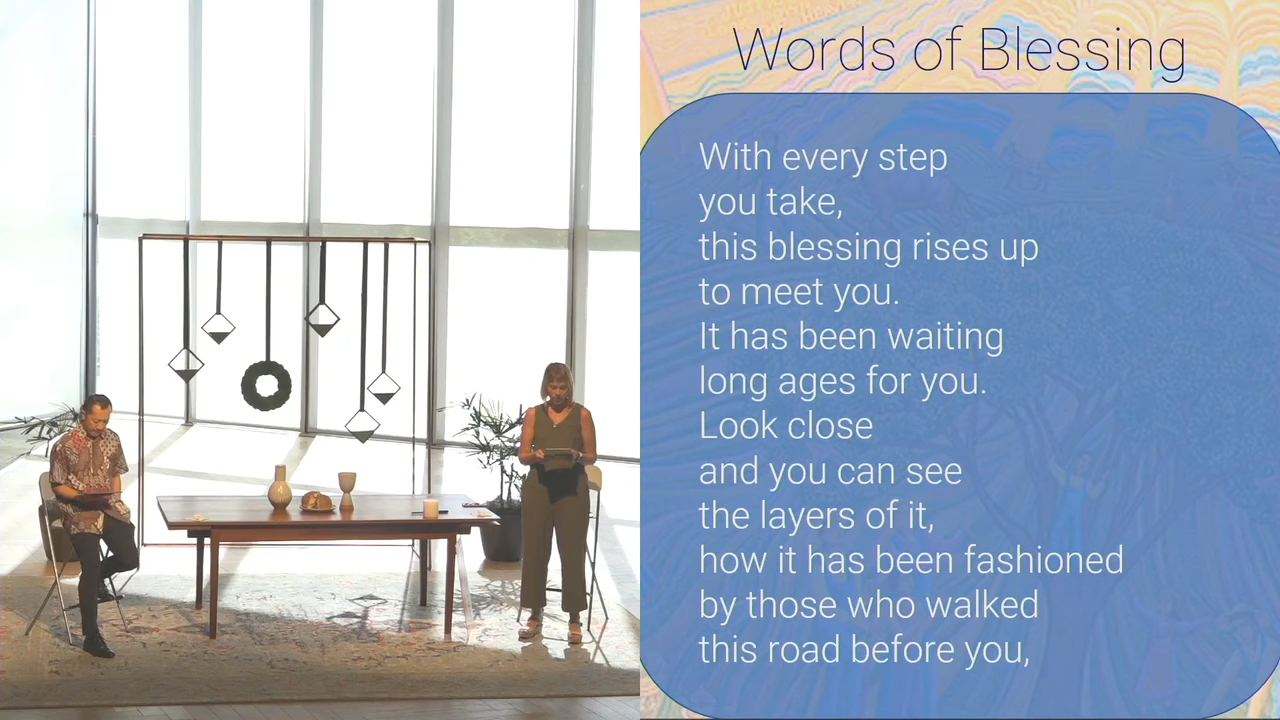 Words of Blessing
With every step
you take,
this blessing rises up
to meet you.
It has been waiting
long ages for you.
Look close
and you can see
the layers of it,
how it has been fashioned
by those who walked
this road before you,